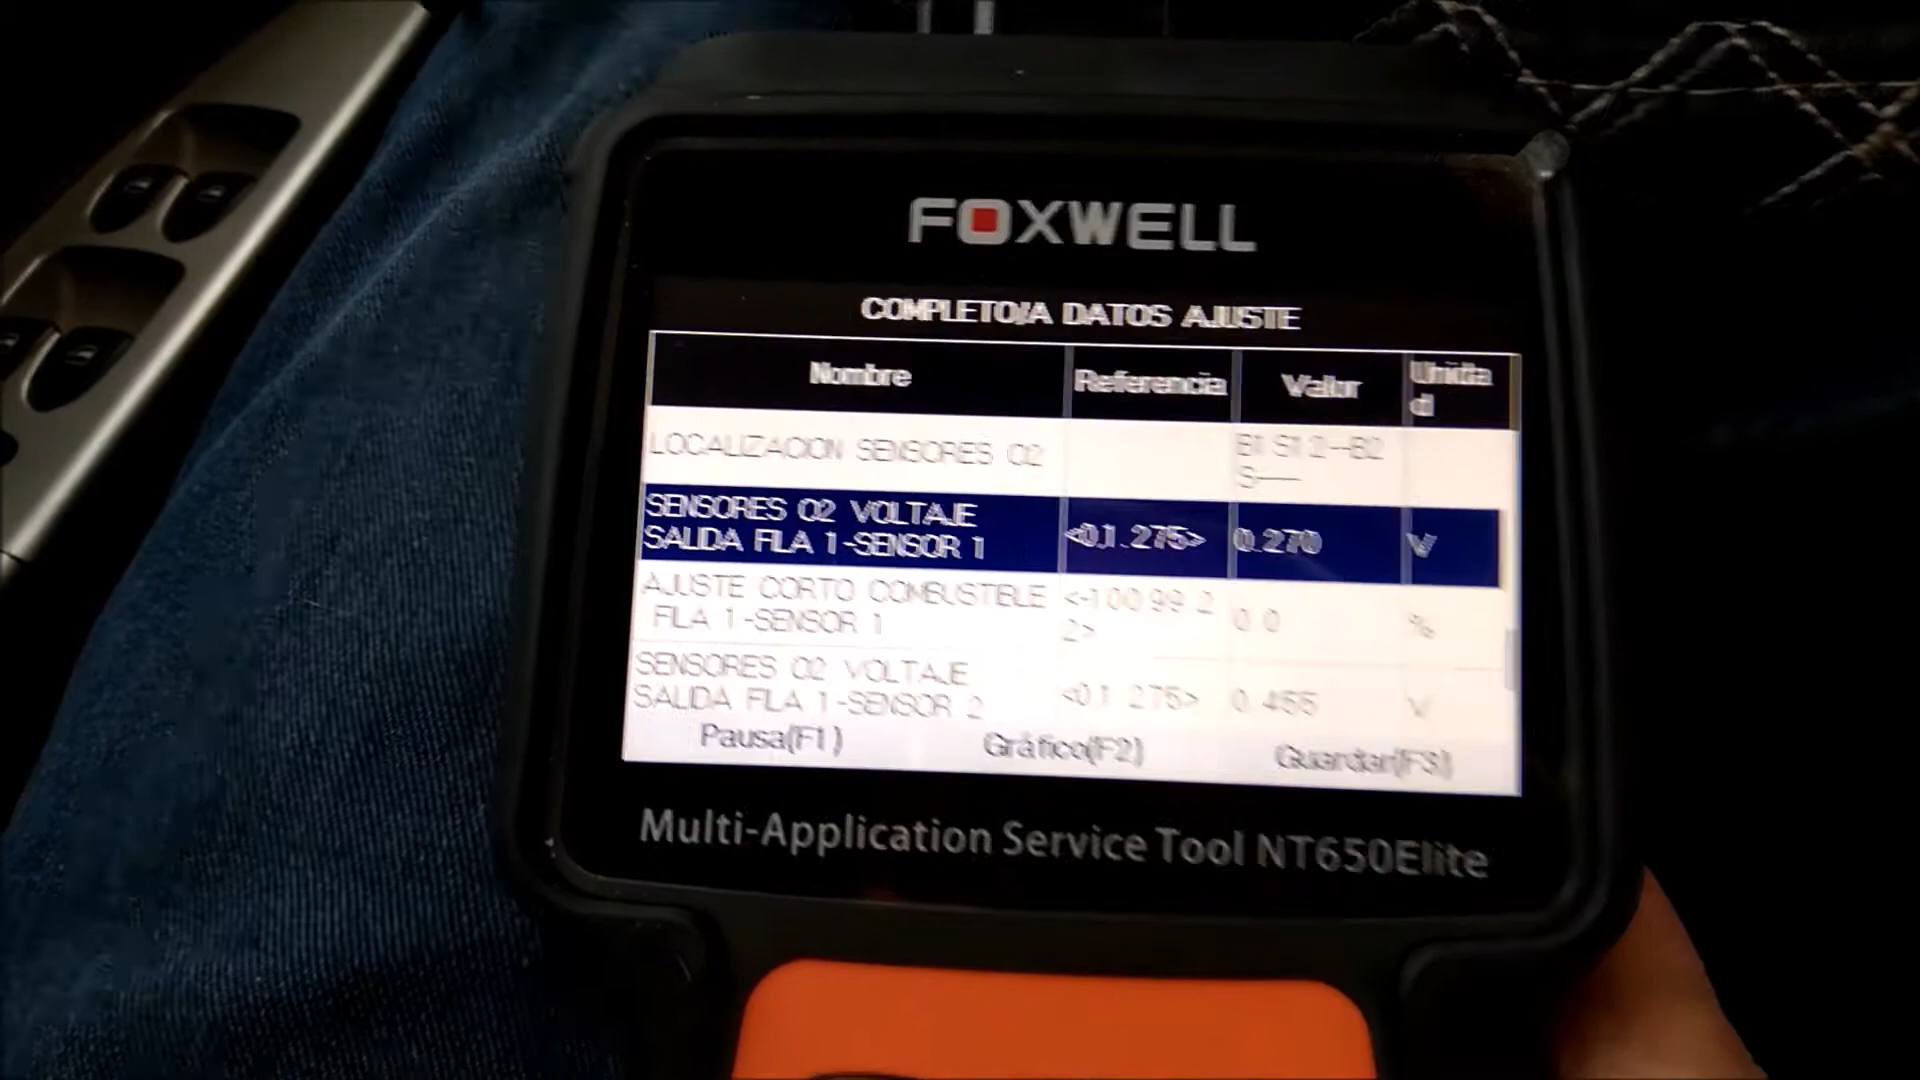 FOXWELL
COMPLETO/A DATOS AJUSTE
Nombre Referencia Valor Unida
d
LOCALIZACION SENSORES O2 B1 S1 2--B2
S----
SENSORES O2 VOLTAJE
SALIDA FILA 1-SENSOR 1 <0,1.275> 0.270 V
AJUSTE CORTO COMBUSTIBLE <-100 99 2
FILA 1-SENSOR 1 2> 0 0 %
SENSORES O2 VOLTAJE
SALIDA FILA 1-SENSOR 2 <0 1 275> 0 455 V
Pausa(F1) Gráfico(F2) Guardar(F3)
Multi-Application Service Tool NT650Elite